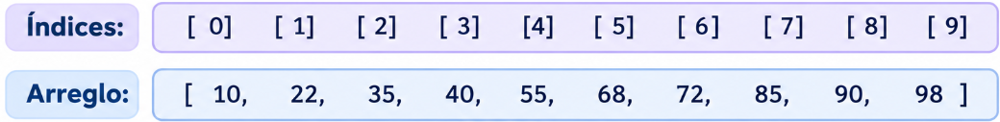 Índices: [ 0] [ 1] [ 2] [ 3] [4] [ 5] [ 6] [ 7] [ 8] [ 9]
Arreglo: [ 10, 22, 35, 40, 55, 68, 72, 85, 90, 98 ]